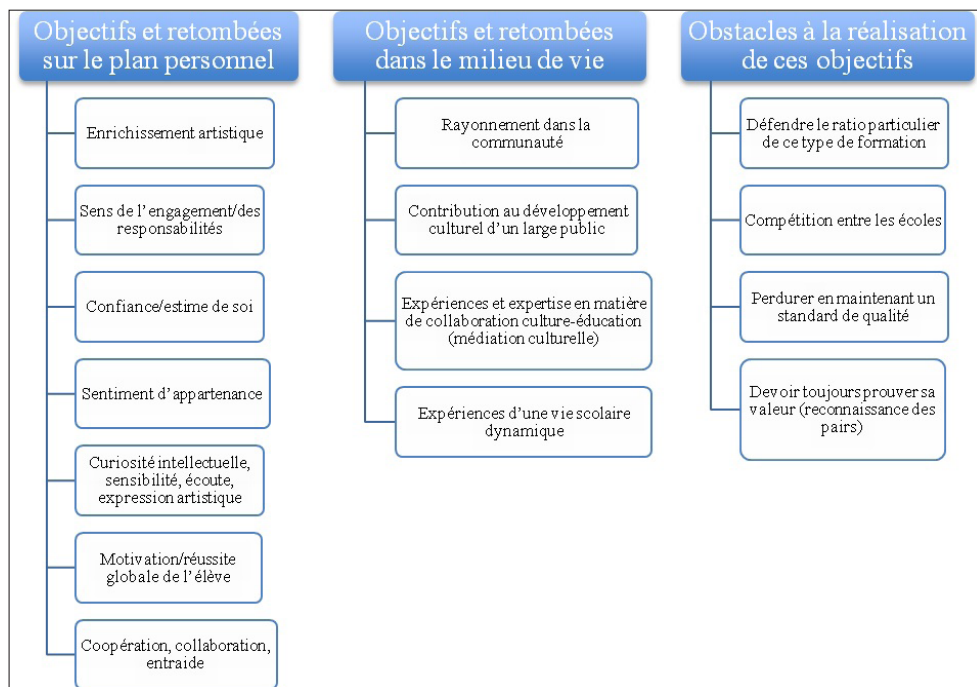 Objectifs et retombées
sur le plan personnel
Enrichissement artistique
Sens de l'engagement/des
responsabilités
Confiance/estime de soi
Sentiment d'appartenance
Curiosité intellectuelle,
sensibilité, écoute,
expression artistique
Motivation/réussite
globale de l'élève
Coopération, collaboration,
entraide
Objectifs et retombées
dans le milieu de vie
Rayonnement dans la
communauté
Contribution au développement
culturel d'un large public
Expériences et expertise en matière
de collaboration culture-éducation
(médiation culturelle)
Expériences d'une vie scolaire
dynamique
Obstacles à la réalisation
de ces objectifs
Défendre le ratio particulier
de ce type de formation
Compétition entre les écoles
Perdurer en maintenant un
standard de qualité
Devoir toujours prouver sa
valeur (reconnaissance des
pairs)